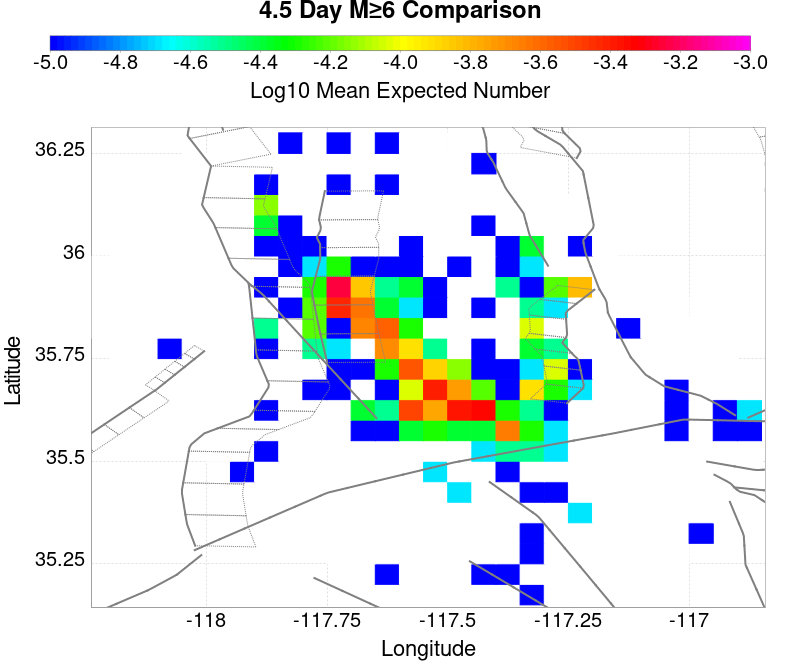 4.5 Day M≥6 Comparison
-5.0 -4.8 -4.6 -4.4 -4.2 -4.0 -3.8 -3.6 -3.4 -3.2 -3.0
Log10 Mean Expected Number
36.25
36
35.75
35.5
35.25
Latitude
-118 -117.75 -117.5 -117.25 -117
Longitude